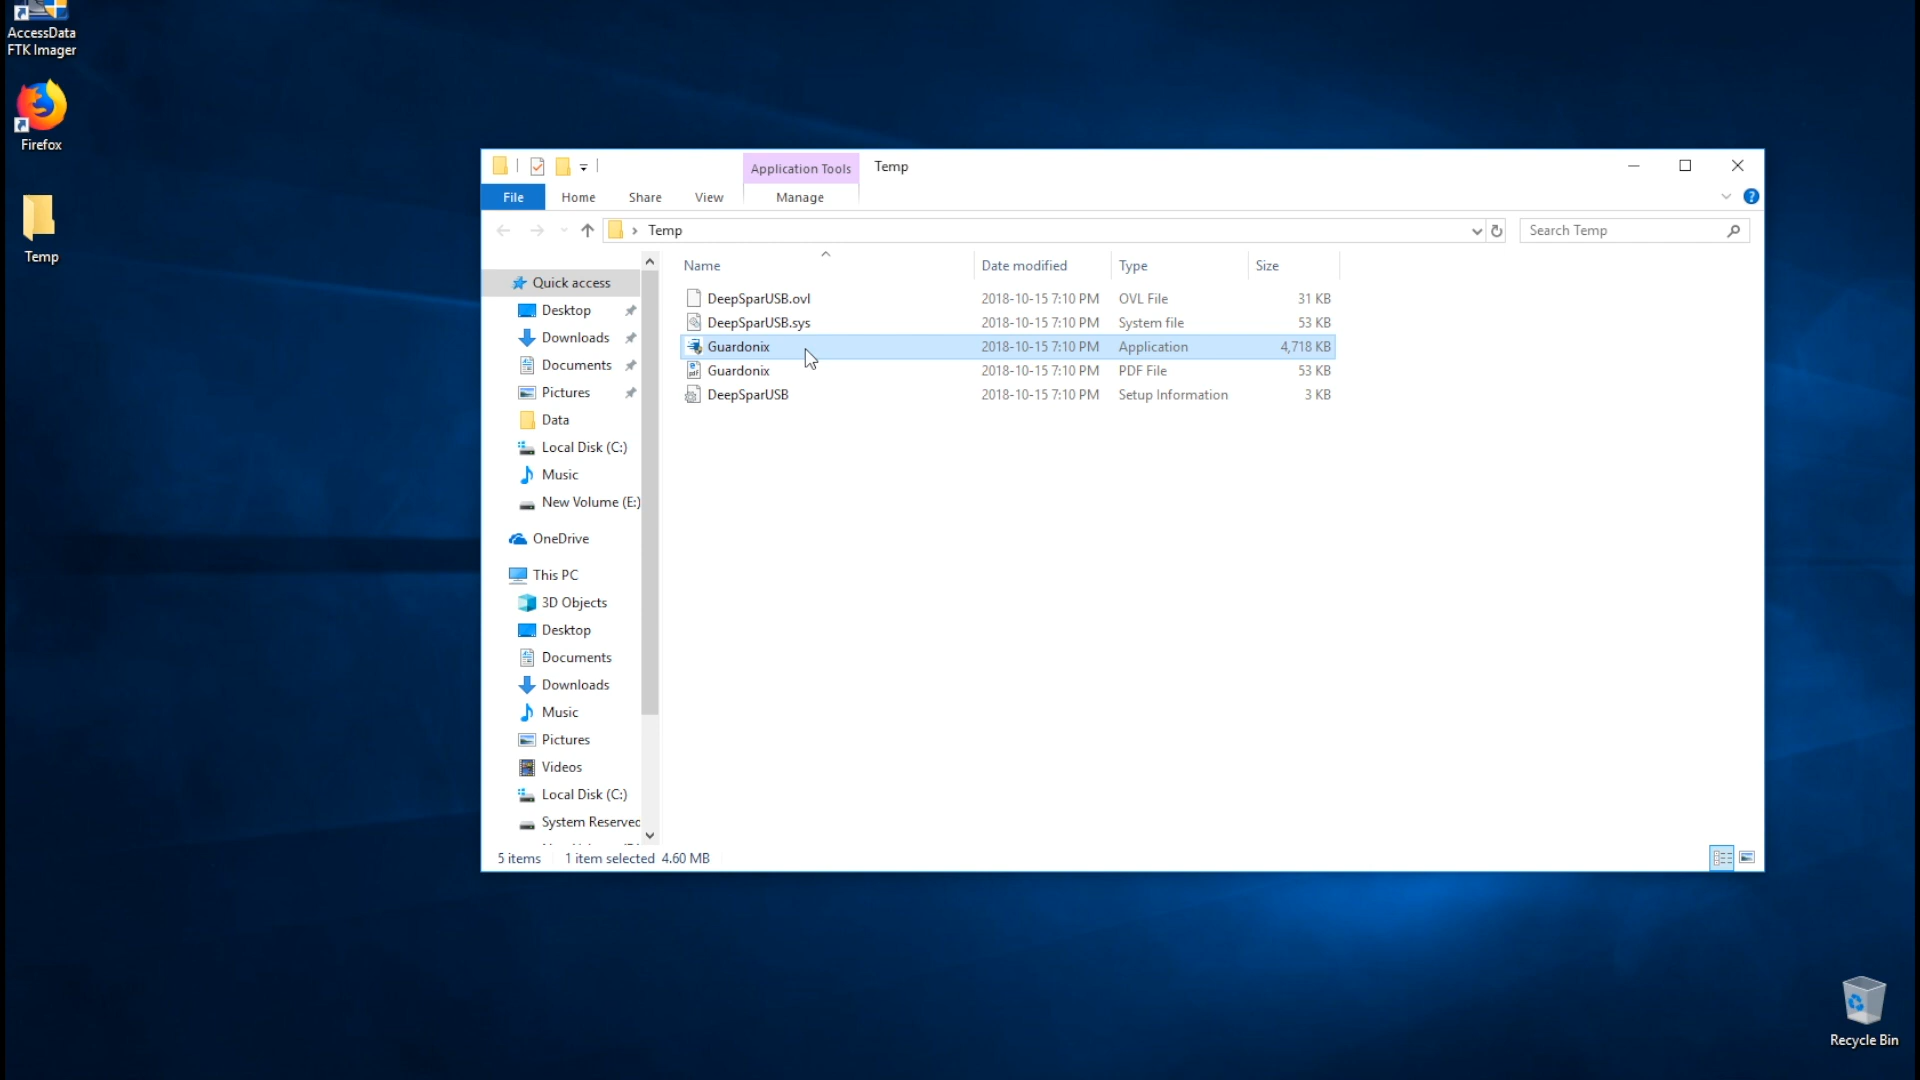 AccessData
FTK Imager
Firefox
Temp
Application Tools
Temp
File
Home
Share
View
Manage
?
› Temp
Search Temp
Name
Date modified
Type
Size
Quick access
Desktop
Downloads
Documents
Pictures
Data
Local Disk (C:)
Music
New Volume (E:)
OneDrive
This PC
3D Objects
Desktop
Documents
Downloads
Music
Pictures
Videos
Local Disk (C:)
System Reserved
DeepSparUSB.ovl 2018-10-15 7:10 PM OVL File 31 KB
DeepSparUSB.sys 2018-10-15 7:10 PM System file 53 KB
Guardonix 2018-10-15 7:10 PM Application 4,718 KB
Guardonix 2018-10-15 7:10 PM PDF File 53 KB
DeepSparUSB 2018-10-15 7:10 PM Setup Information 3 KB
5 items 1 item selected 4.60 MB
Recycle Bin